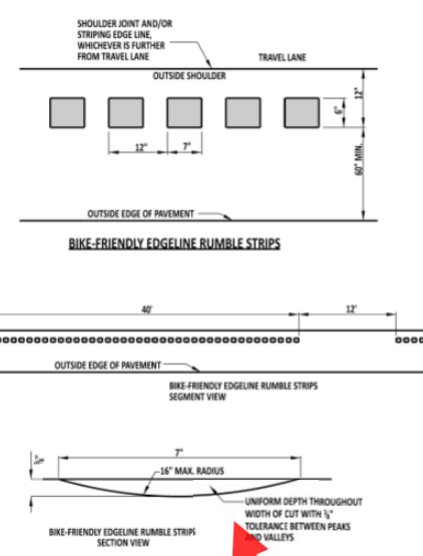 SHOULDER JOINT AND/OR
STRIPING EDGE LINE,
WHICHEVER IS FURTHER
FROM TRAVEL LANE
TRAVEL LANE
OUTSIDE SHOULDER
12"
6"
12"
7"
60" MIN.
OUTSIDE EDGE OF PAVEMENT
BIKE-FRIENDLY EDGELINE RUMBLE STRIPS
40'
12'
OUTSIDE EDGE OF PAVEMENT
BIKE-FRIENDLY EDGELINE RUMBLE STRIPS
SEGMENT VIEW
7"
16" MAX. RADIUS
UNIFORM DEPTH THROUGHOUT
WIDTH OF CUT WITH
TOLERANCE BETWEEN PEAKS
AND VALLEYS
BIKE-FRIENDLY EDGELINE RUMBLE STRIPS
SECTION VIEW